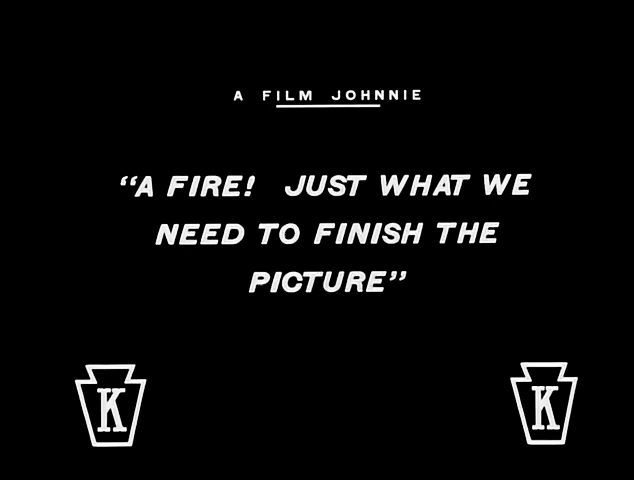 A FILM JOHNNIE
“A FIRE! JUST WHAT WE
NEED TO FINISH THE
PICTURE”
K K